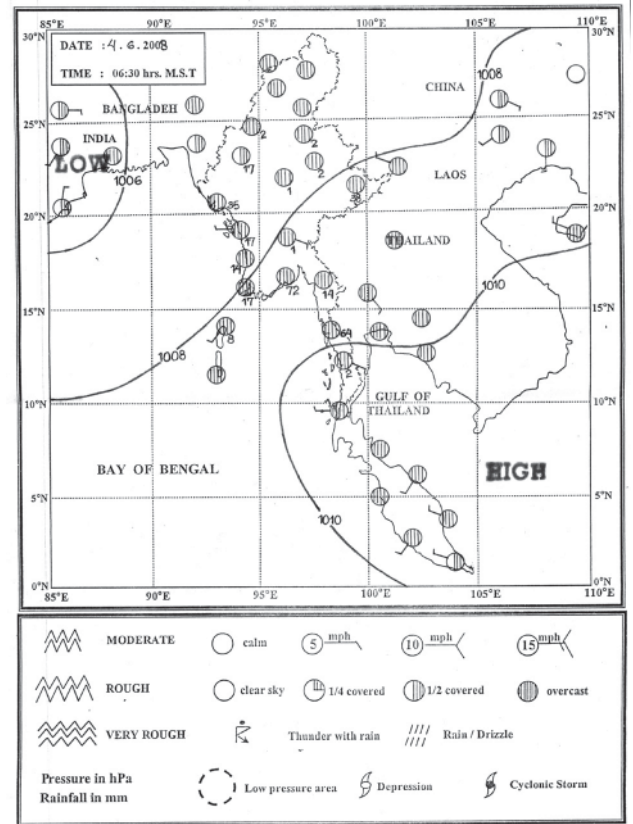 85°E 90°E 95°E 100°E 105°E 110°E
30°N 30°N
DATE : 4.6.2008
TIME : 06:30 hrs. M.S.T
1008
CHINA
BANGLADEH
25°N 25°N
INDIA
2 2
LOW
17 2
LAOS
1006
1 38
35
20°N 20°N
17 1
THAILAND
14
1010
17 72 14
15°N 15°N
8 64
1008
2
10°N 10°N
GULF OF
THAILAND
BAY OF BENGAL
HIGH
5°N 5°N
1010
0°N 0°N
85°E 90°E 95°E 100°E 105°E 110°E
MODERATE calm 5 mph 10 mph 15 mph
ROUGH clear sky 1/4 covered 1/2 covered overcast
VERY ROUGH Thunder with rain Rain / Drizzle
Pressure in hPa
Rainfall in mm
Low pressure area Depression Cyclonic Storm